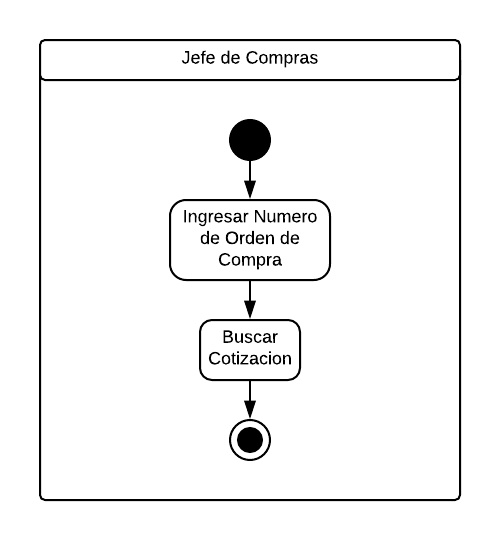 Jefe de Compras
Ingresar Numero
de Orden de
Compra
Buscar
Cotizacion